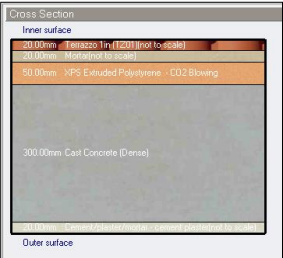 Cross Section
Inner surface
20.00mm Terrazzo 1in (1Z01)(not to scale)
20.00mm Mortar(not to scale)
50.00mm XPS Extruded Polystyrene - CO2 Blowing
300.00mm Cast Concrete (Dense)
20.00mm Cement/plaster/mortar - cement plaster(not to scale)
Outer surface